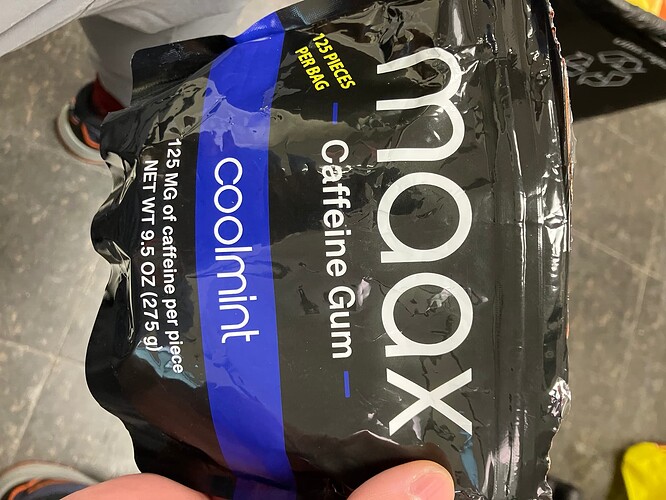 maax
Caffeine Gum
125 PIECES
PER BAG
coolmint
125 MG of caffeine per piece
NET WT 9.5 OZ (275 g)